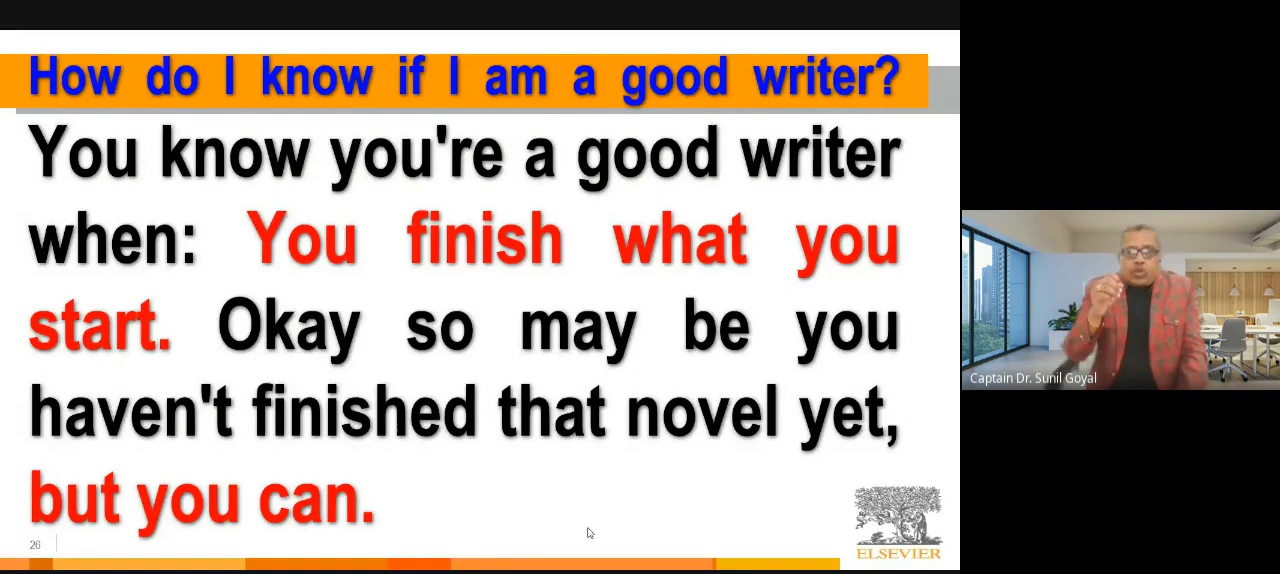 How do I know if I am a good writer?
You know you're a good writer
when: You finish what you
start. Okay so may be you
haven't finished that novel yet,
but you can.
26
ELSEVIER
Captain Dr. Sunil Goyal